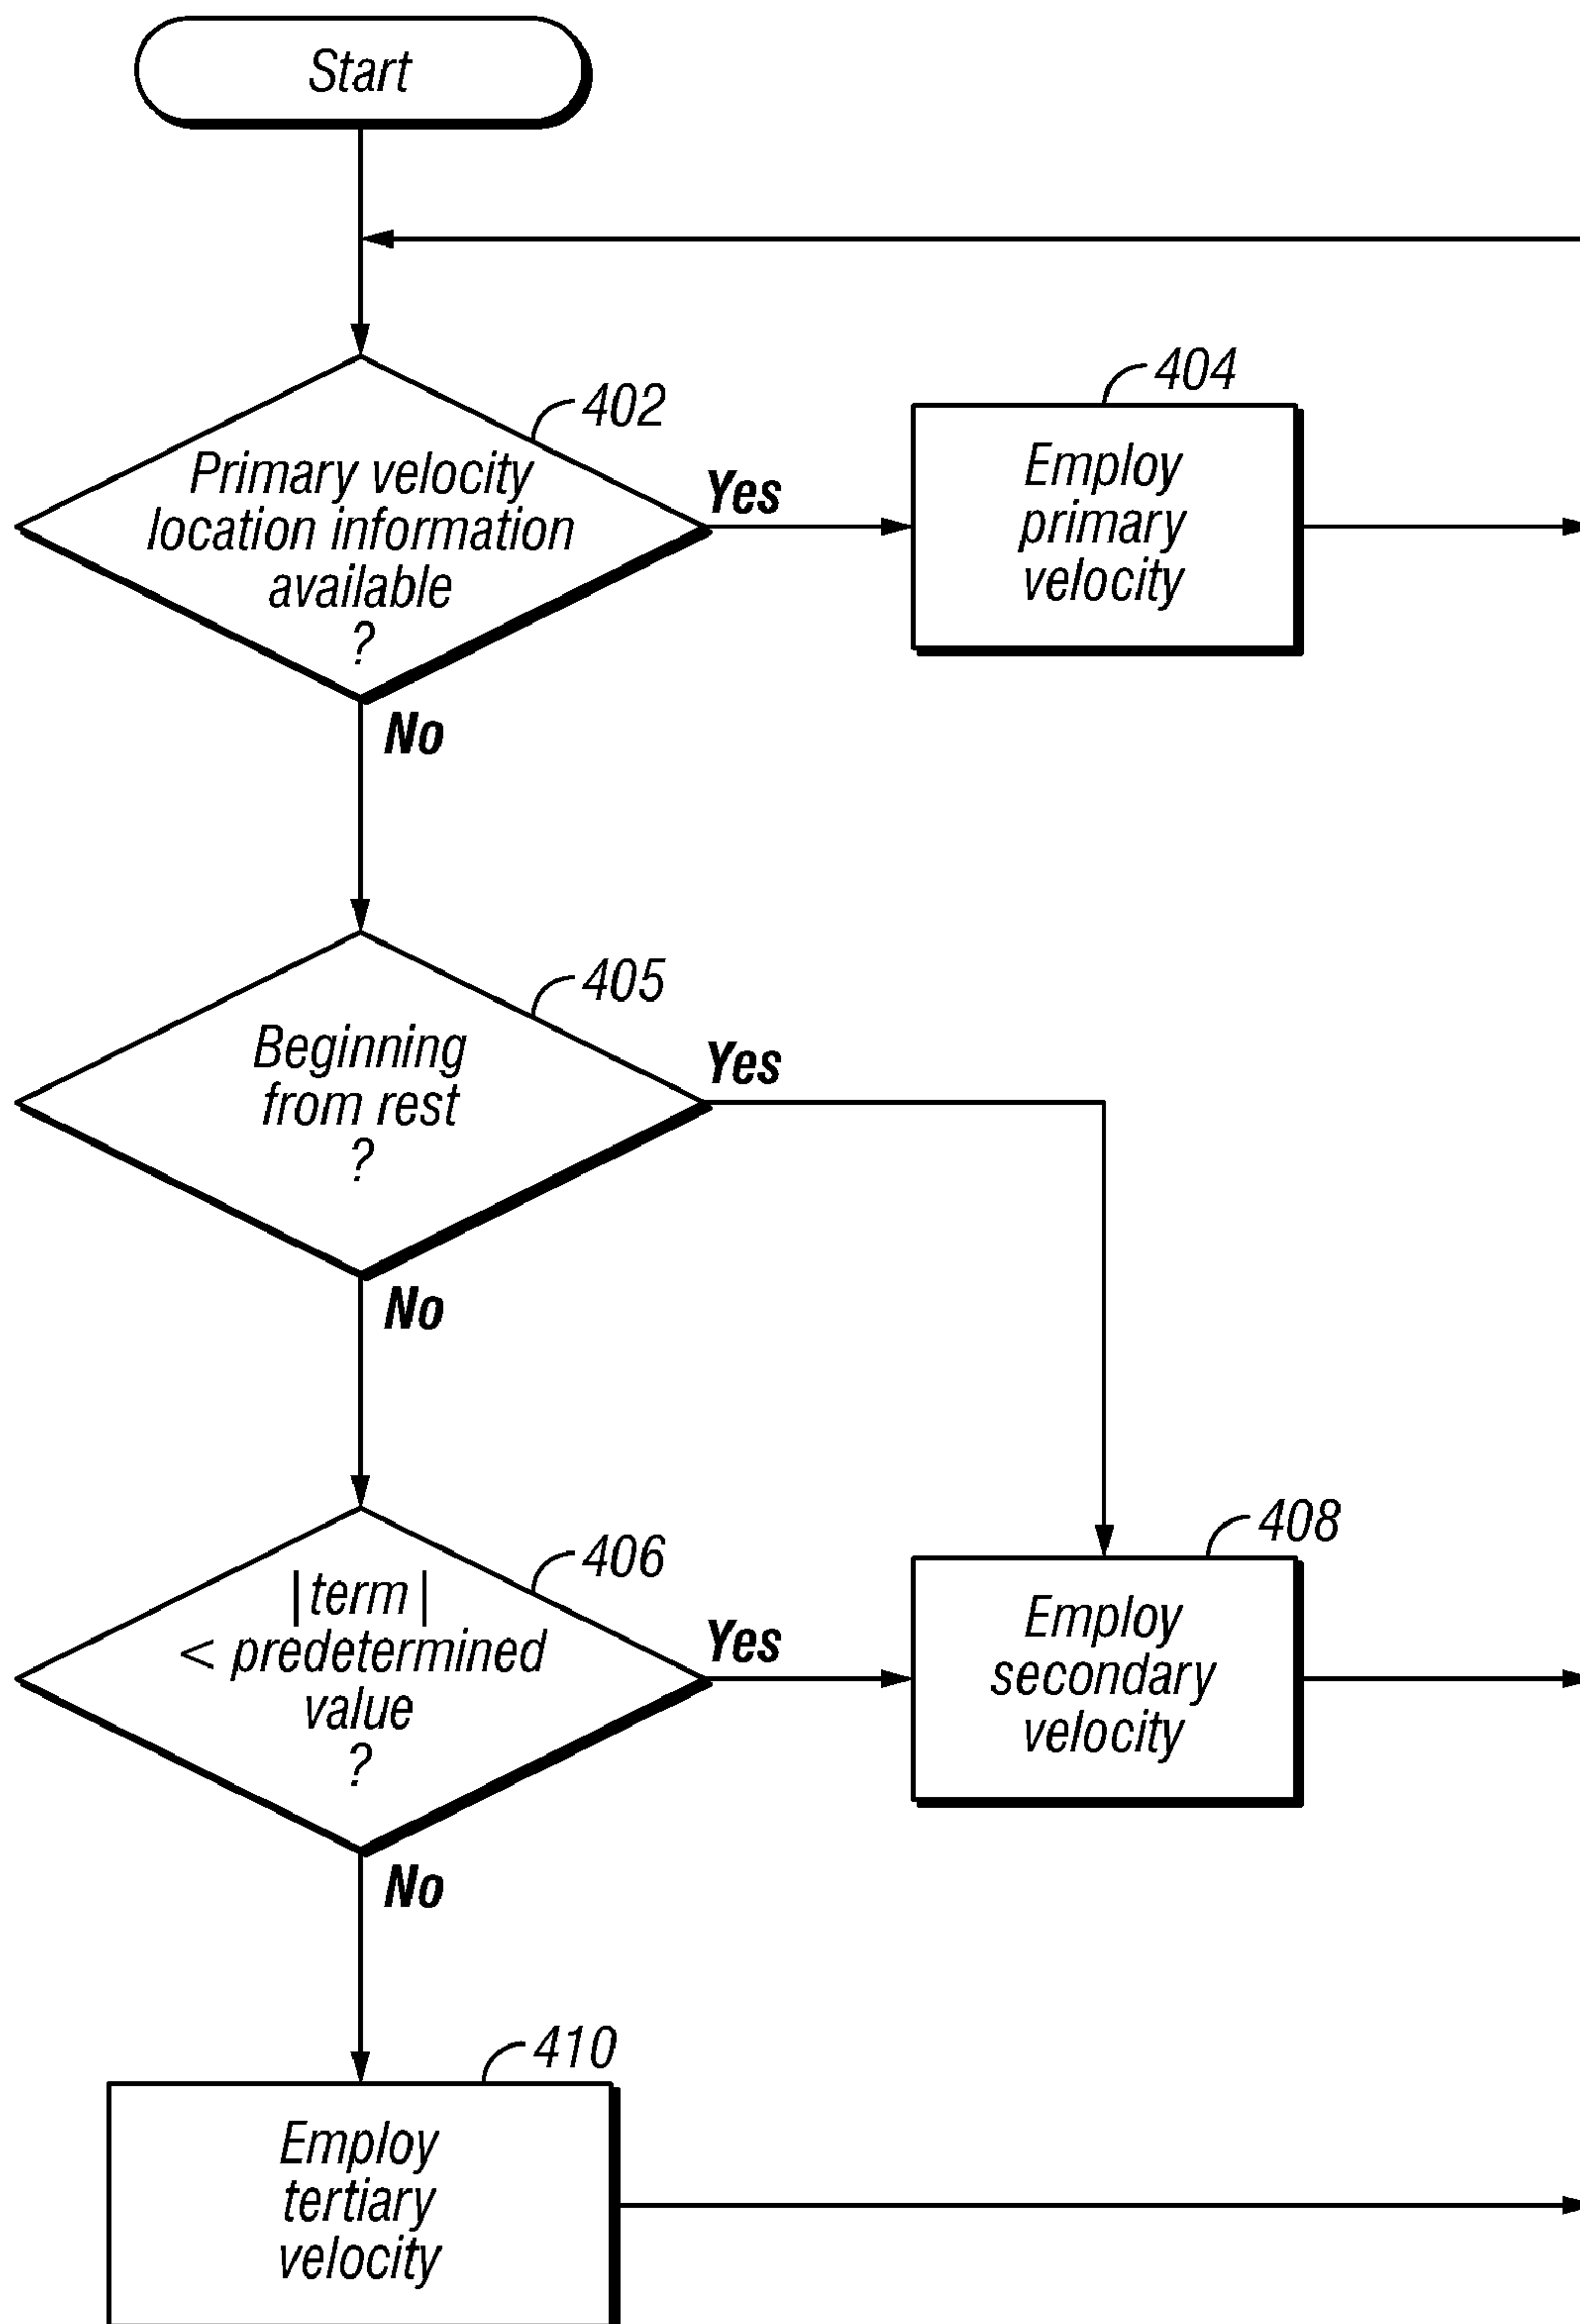 Start
402
Primary velocity
location information
available
?
Yes
No
404
Employ
primary
velocity
405
Beginning
from rest
?
Yes
No
406
|term|
< predetermined
value
?
Yes
No
408
Employ
secondary
velocity
410
Employ
tertiary
velocity